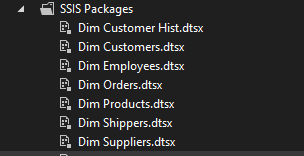 SSIS Packages
Dim Customer Hist.dtsx
Dim Customers.dtsx
Dim Employees.dtsx
Dim Orders.dtsx
Dim Products.dtsx
Dim Shippers.dtsx
Dim Suppliers.dtsx